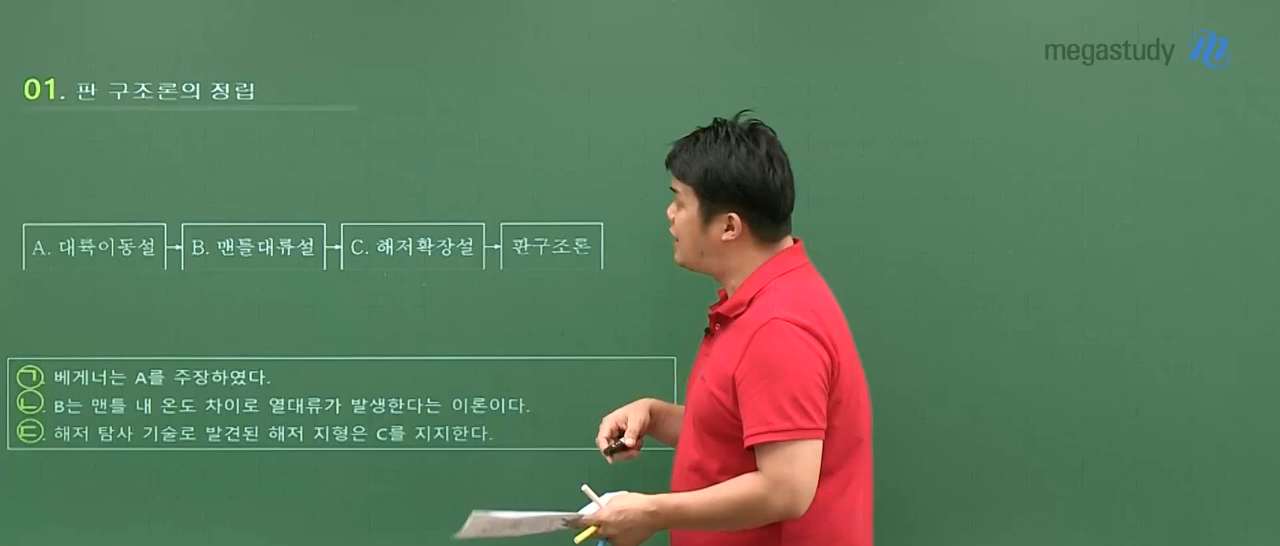 megastudy
01. 판 구조론의 정립
A. 대륙이동설 B. 맨틀대류설 C. 해저확장설 판구조론
ㄱ. 베게너는 A를 주장하였다.
ㄴ. B는 맨틀 내 온도 차이로 열대류가 발생한다는 이론이다.
ㄷ. 해저 탐사 기술로 발견된 해저 지형은 C를 지지한다.